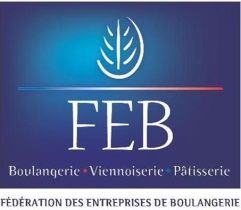 FEB
Boulangerie • Viennoiserie • Pâtisserie
FÉDÉRATION DES ENTREPRISES DE BOULANGERIE